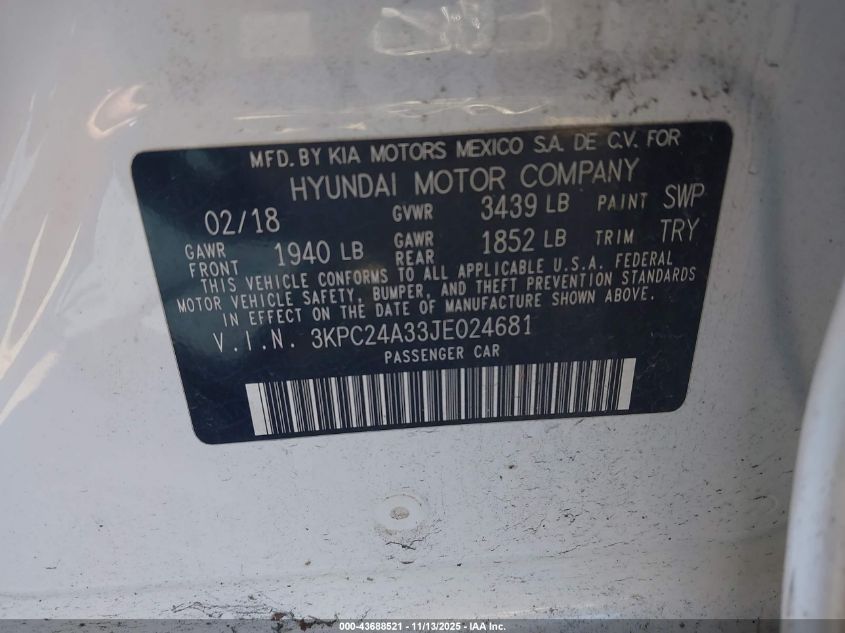 MFD. BY KIA MOTORS MEXICO S.A. DE C.V. FOR
HYUNDAI MOTOR COMPANY
02/18 GVWR 3439 LB PAINT SWP
GAWR FRONT 1940 LB GAWR REAR 1852 LB TRIM TRY
THIS VEHICLE CONFORMS TO ALL APPLICABLE U.S.A. FEDERAL
MOTOR VEHICLE SAFETY, BUMPER, AND THEFT PREVENTION STANDARDS
IN EFFECT ON THE DATE OF MANUFACTURE SHOWN ABOVE.
V.I.N. 3KPC24A33JE024681
PASSENGER CAR
000-43688521 - 11/13/2025 - IAA Inc.